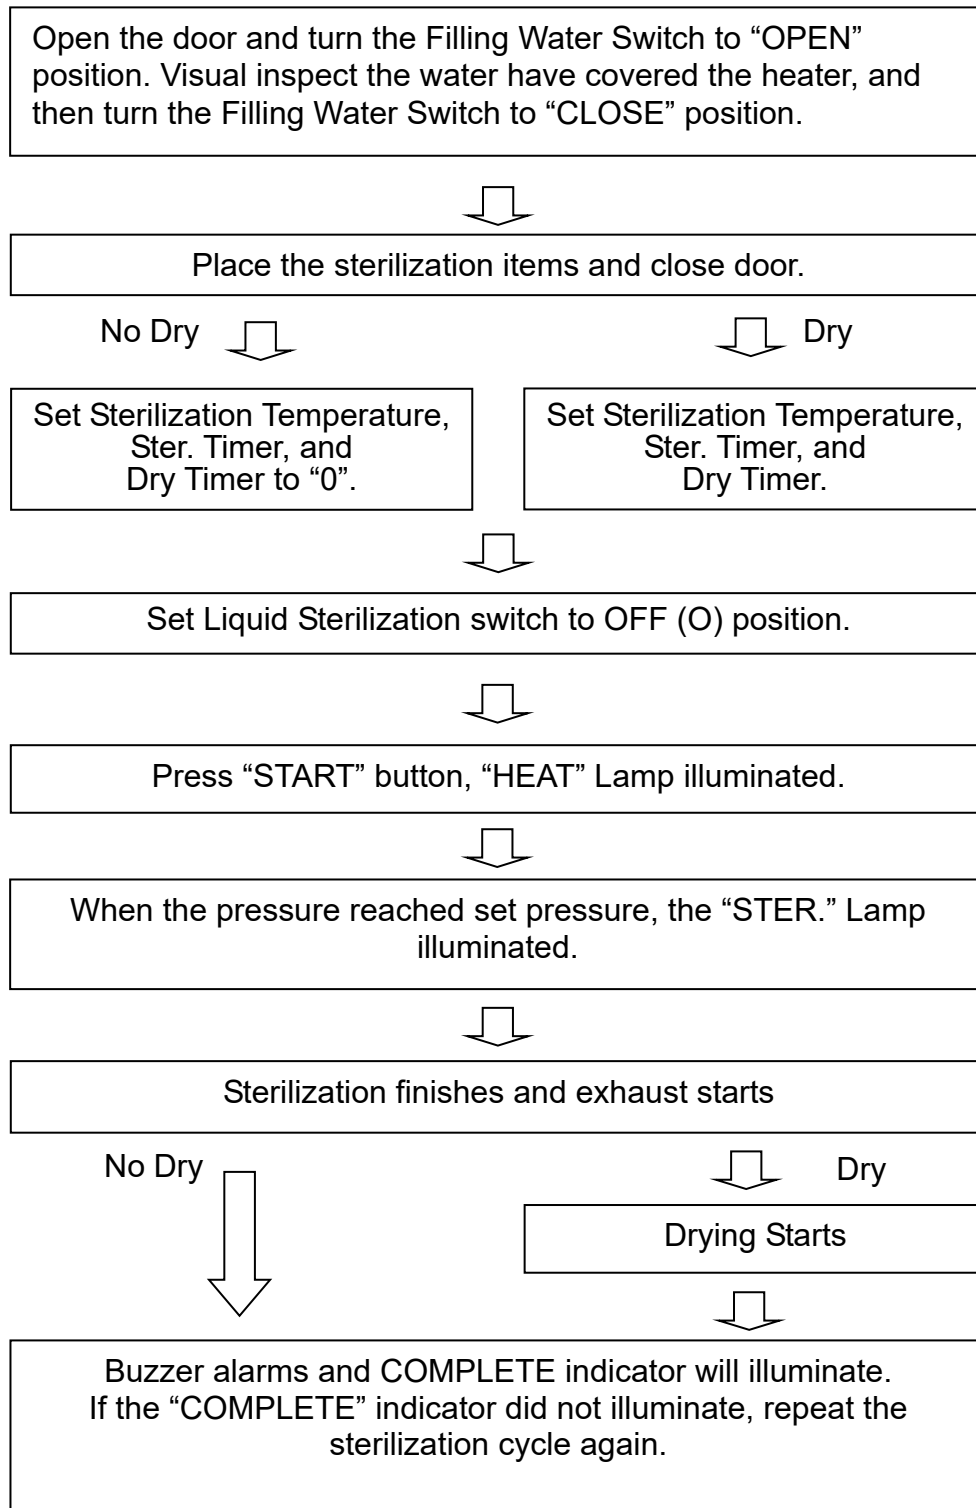 Open the door and turn the Filling Water Switch to “OPEN”
position. Visual inspect the water have covered the heater, and
then turn the Filling Water Switch to “CLOSE” position.
Place the sterilization items and close door.
No Dry
Dry
Set Sterilization Temperature,
Ster. Timer, and
Dry Timer to “0”.
Set Sterilization Temperature,
Ster. Timer, and
Dry Timer.
Set Liquid Sterilization switch to OFF (O) position.
Press “START” button, “HEAT” Lamp illuminated.
When the pressure reached set pressure, the “STER.” Lamp
illuminated.
Sterilization finishes and exhaust starts
No Dry
Dry
Drying Starts
Buzzer alarms and COMPLETE indicator will illuminate.
If the “COMPLETE” indicator did not illuminate, repeat the
sterilization cycle again.